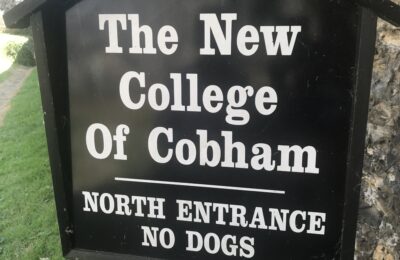 The New
College
Of Cobham
NORTH ENTRANCE
NO DOGS